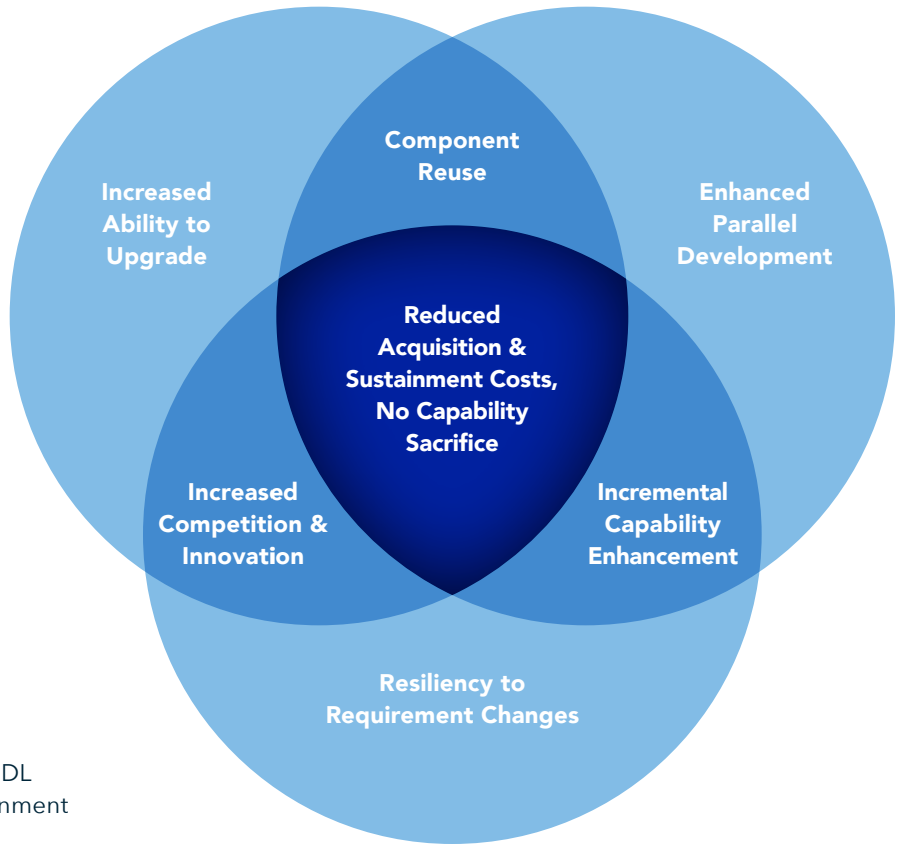 Component
Reuse
Increased
Ability to
Upgrade
Enhanced
Parallel
Development
Reduced
Acquisition &
Sustainment Costs,
No Capability
Sacrifice
Increased
Competition &
Innovation
Incremental
Capability
Enhancement
Resiliency to
Requirement Changes
DL
nment